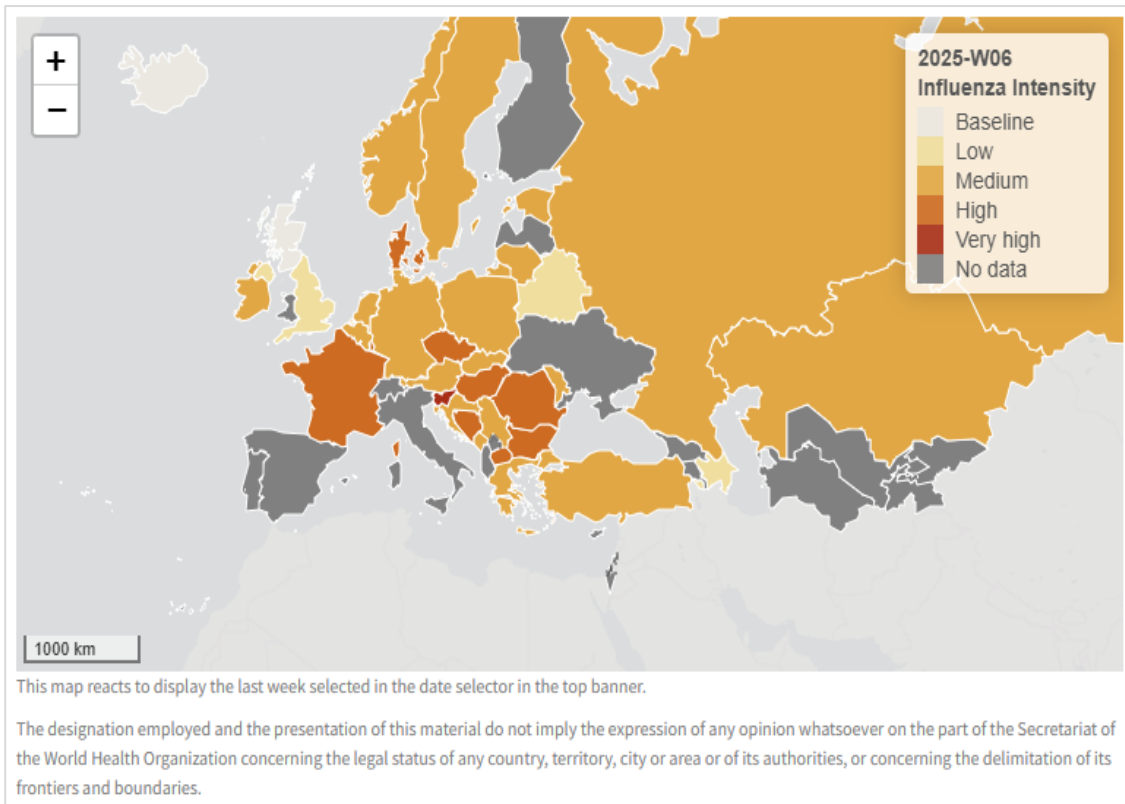 +
−
2025-W06
Influenza Intensity
Baseline
Low
Medium
High
Very high
No data
1000 km
This map reacts to display the last week selected in the date selector in the top banner.
The designation employed and the presentation of this material do not imply the expression of any opinion whatsoever on the part of the Secretariat of
the World Health Organization concerning the legal status of any country, territory, city or area or of its authorities, or concerning the delimitation of its
frontiers and boundaries.